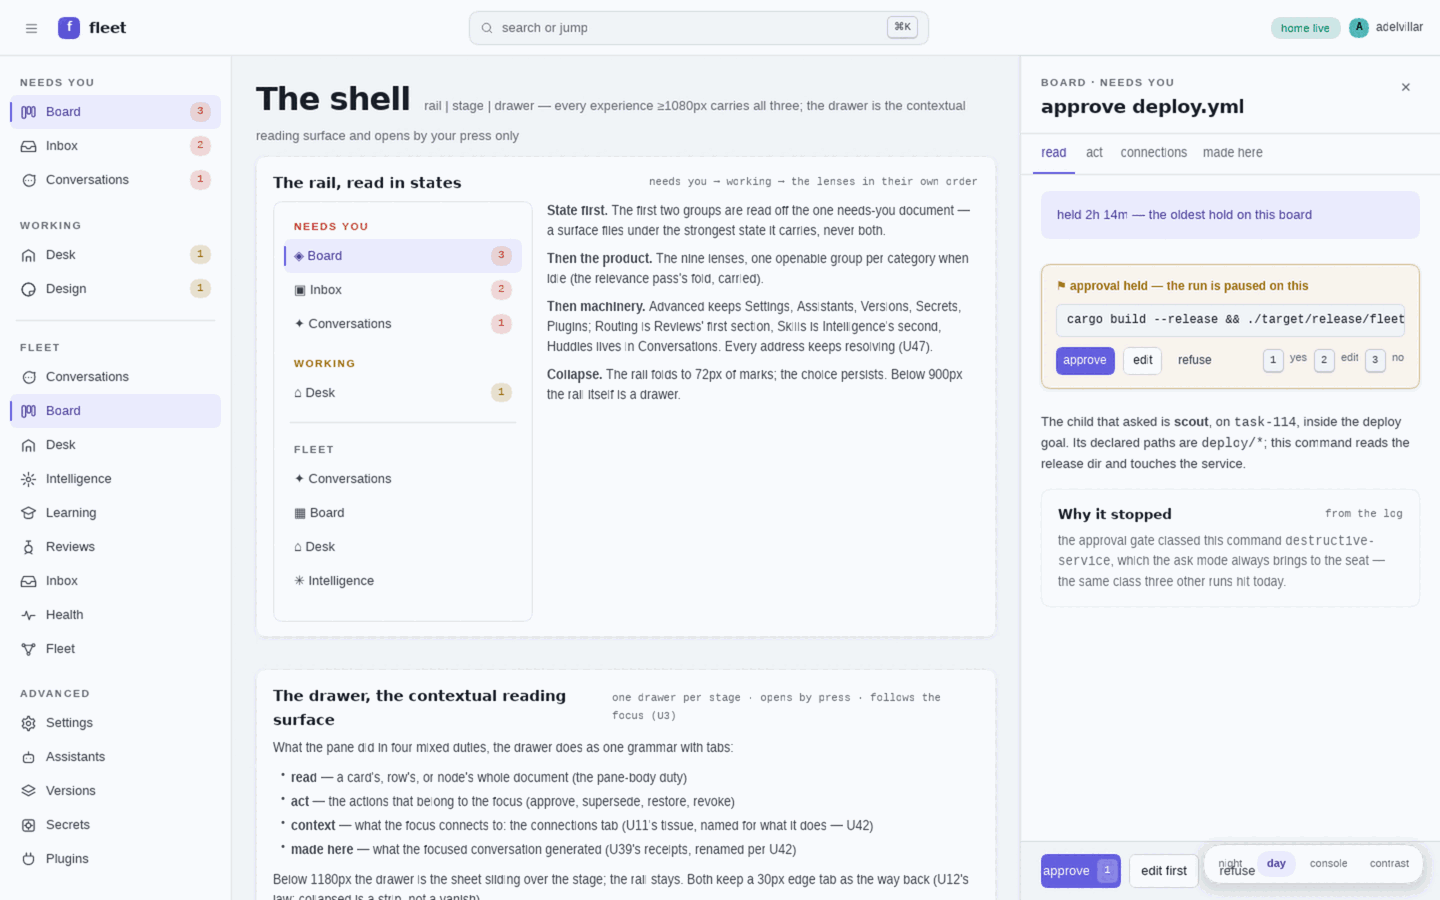 f fleet
search or jump ⌘K
home live A adelvillar
NEEDS YOU
Board 3
Inbox 2
Conversations 1
WORKING
Desk 1
Design 1
FLEET
Conversations
Board
Desk
Intelligence
Learning
Reviews
Inbox
Health
Fleet
ADVANCED
Settings
Assistants
Versions
Secrets
Plugins
The shell rail | stage | drawer — every experience ≥1080px carries all three; the drawer is the contextual
reading surface and opens by your press only
The rail, read in states needs you → working → the lenses in their own order
NEEDS YOU
◈ Board 3
▣ Inbox 2
✦ Conversations 1
WORKING
⌂ Desk 1
FLEET
✦ Conversations
▦ Board
⌂ Desk
✳ Intelligence
State first. The first two groups are read off the one needs-you document —
a surface files under the strongest state it carries, never both.
Then the product. The nine lenses, one openable group per category when
idle (the relevance pass's fold, carried).
Then machinery. Advanced keeps Settings, Assistants, Versions, Secrets,
Plugins; Routing is Reviews' first section, Skills is Intelligence's second,
Huddles lives in Conversations. Every address keeps resolving (U47).
Collapse. The rail folds to 72px of marks; the choice persists. Below 900px
the rail itself is a drawer.
The drawer, the contextual reading
surface
one drawer per stage · opens by press · follows the
focus (U3)
What the pane did in four mixed duties, the drawer does as one grammar with tabs:
• read — a card's, row's, or node's whole document (the pane-body duty)
• act — the actions that belong to the focus (approve, supersede, restore, revoke)
• context — what the focus connects to: the connections tab (U11's tissue, named for what it does — U42)
• made here — what the focused conversation generated (U39's receipts, renamed per U42)
Below 1180px the drawer is the sheet sliding over the stage; the rail stays. Both keep a 30px edge tab as the way back (U12's
law: collapsed is a strip, not a vanish).
BOARD · NEEDS YOU
approve deploy.yml
read act connections made here
held 2h 14m — the oldest hold on this board
⚑ approval held — the run is paused on this
cargo build --release && ./target/release/fleet
approve edit refuse 1 yes 2 edit 3 no
The child that asked is scout, on task-114, inside the deploy
goal. Its declared paths are deploy/*; this command reads the
release dir and touches the service.
Why it stopped from the log
the approval gate classed this command destructive-
service, which the ask mode always brings to the seat —
the same class three other runs hit today.
approve 1 edit first refuse
night day console contrast